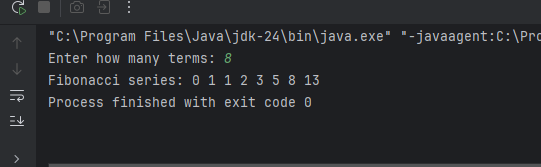 "C:\Program Files\Java\jdk-24\bin\java.exe" "-javaagent:C:\Pro
Enter how many terms: 8
Fibonacci series: 0 1 1 2 3 5 8 13
Process finished with exit code 0